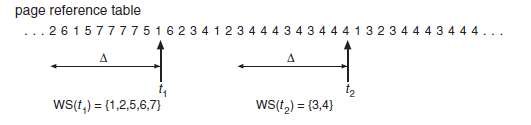 page reference table
. . . 2 6 1 5 7 7 7 7 5 1 6 2 3 4 1 2 3 4 4 4 3 4 3 4 4 4 1 3 2 3 4 4 4 3 4 4 4 . . .
Δ Δ
t₁ t₂
WS(t₁) = {1,2,5,6,7} WS(t₂) = {3,4}